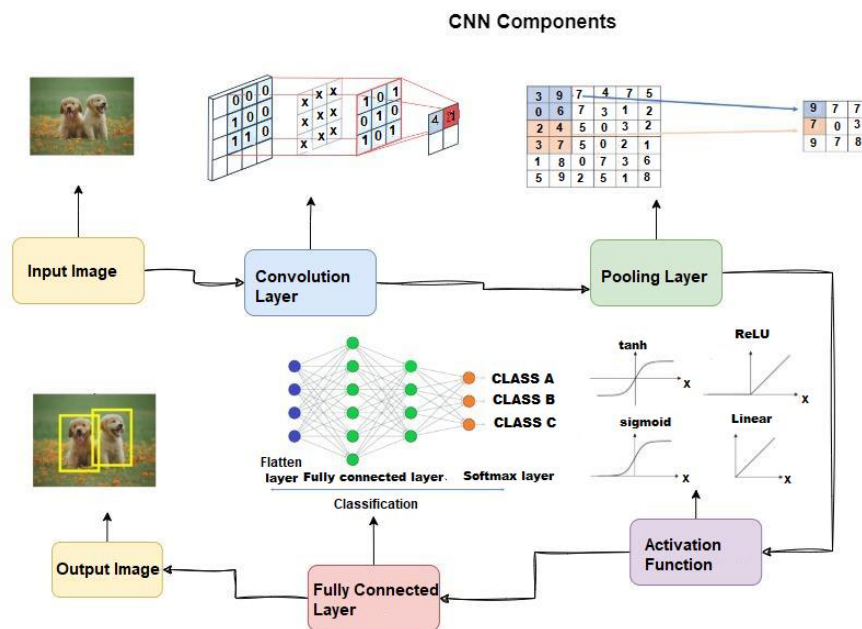 CNN Components
0 0 0
1 0 0
1 1 0
x x x
x x x
x x x
1 0 1
0 1 0
1 0 1
4
3 9 7 4 7 5
0 6 7 3 1 2
2 4 5 0 3 2
3 7 5 0 2 1
1 8 0 7 3 6
5 9 2 5 1 8
9 7 7
7 0 3
9 7 8
Input Image
Convolution
Layer
Pooling Layer
tanh
X
ReLU
X
sigmoid
X
Linear
X
CLASS A
CLASS B
CLASS C
Flatten
layer
Fully connected layer
Softmax layer
Classification
Output Image
Fully Connected
Layer
Activation
Function